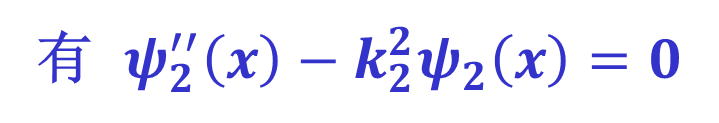 有 ψ₂′′(x) − k₂²ψ₂(x) = 0